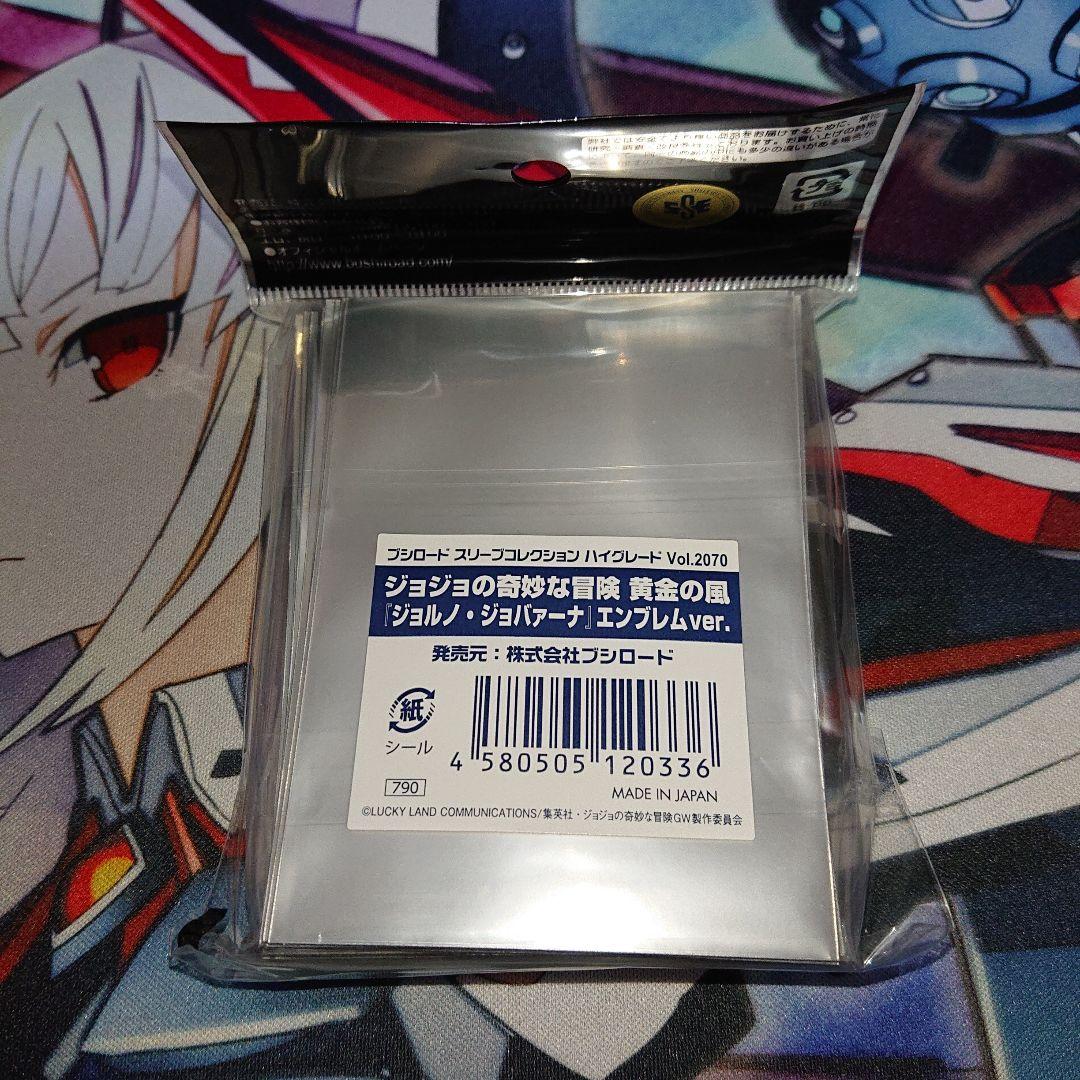 ●オフィ
http://www.bushiroad.com/
SSE
ブシロード スリーブコレクション ハイグレード Vol.2070
ジョジョの奇妙な冒険 黄金の風
『ジョルノ・ジョバァーナ』エンブレムver.
発売元：株式会社ブシロード
紙
シール
4 580505 120336
790
MADE IN JAPAN
©LUCKY LAND COMMUNICATIONS/集英社・ジョジョの奇妙な冒険GW製作委員会